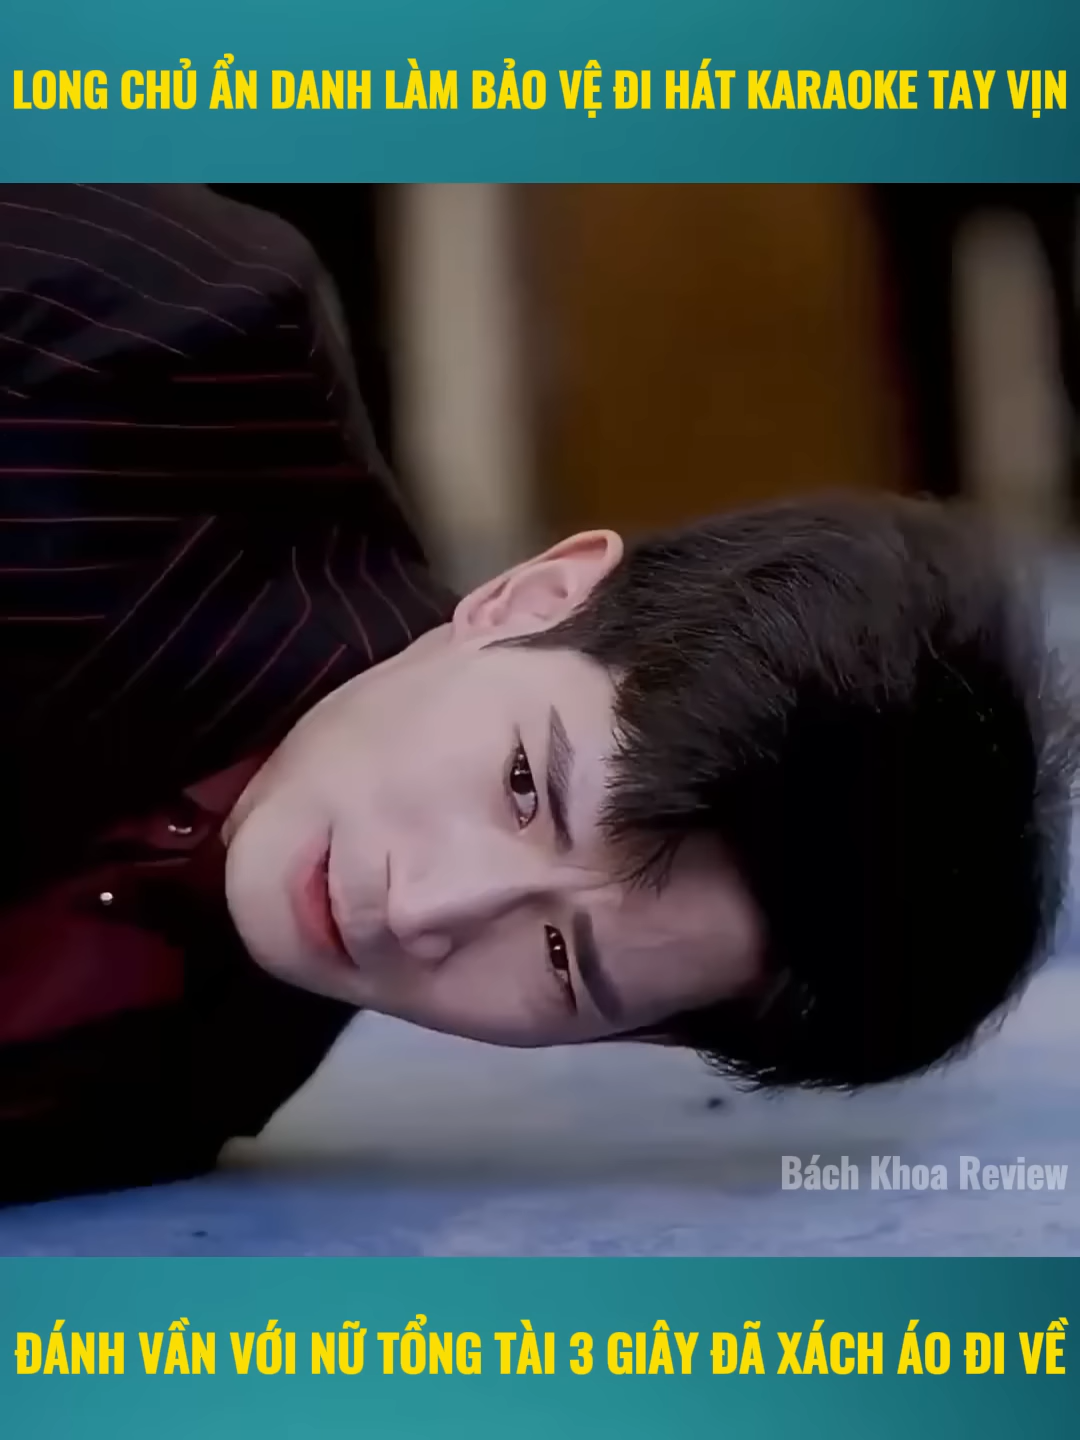 LONG CHỦ ẨN DANH LÀM BẢO VỆ ĐI HÁT KARAOKE TAY VỊN
Bách Khoa Review
ĐÁNH VẦN VỚI NỮ TỔNG TÀI 3 GIÂY ĐÃ XÁCH ÁO ĐI VỀ